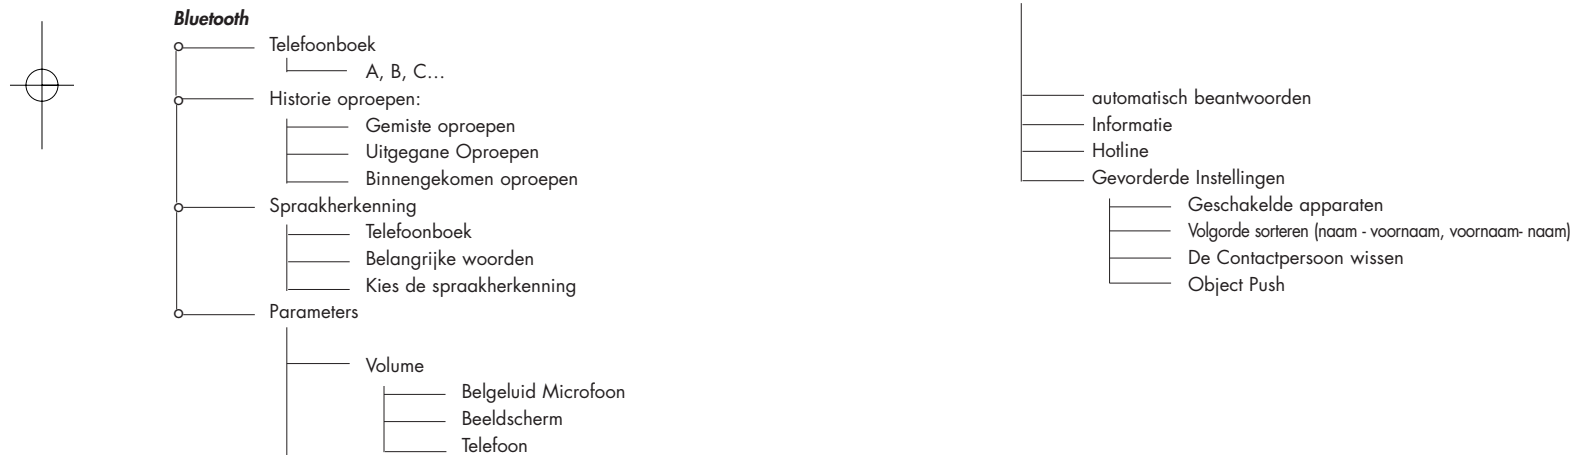 Bluetooth
Telefoonboek
A, B, C...
Historie oproepen:
Gemiste oproepen
Uitgegane Oproepen
Binnengekomen oproepen
Spraakherkenning
Telefoonboek
Belangrijke woorden
Kies de spraakherkenning
Parameters
Volume
Belgeluid Microfoon
Beeldscherm
Telefoon
automatisch beantwoorden
Informatie
Hotline
Gevorderde Instellingen
Geschakelde apparaten
Volgorde sorteren (naam - voornaam, voornaam- naam)
De Contactpersoon wissen
Object Push